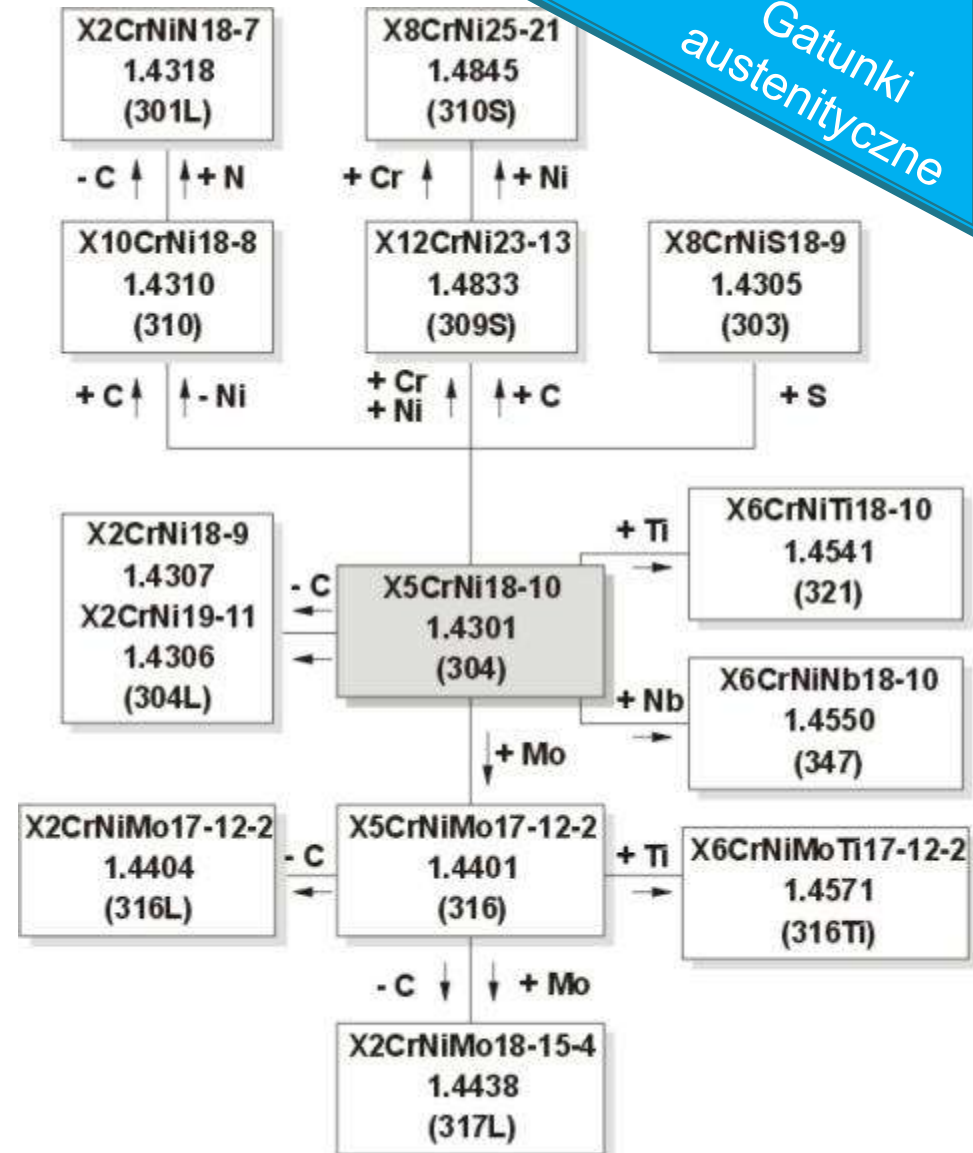 Gatunki
austenityczne
X2CrNiN18-7
1.4318
(301L)
X8CrNi25-21
1.4845
(310S)
- C
+ N
+ Cr
+ Ni
X10CrNi18-8
1.4310
(310)
X12CrNi23-13
1.4833
(309S)
X8CrNiS18-9
1.4305
(303)
+ C
- Ni
+ Cr
+ Ni
+ C
+ S
X2CrNi18-9
1.4307
X2CrNi19-11
1.4306
(304L)
- C
X5CrNi18-10
1.4301
(304)
+ Ti
X6CrNiTi18-10
1.4541
(321)
+ Nb
X6CrNiNb18-10
1.4550
(347)
+ Mo
X2CrNiMo17-12-2
1.4404
(316L)
- C
X5CrNiMo17-12-2
1.4401
(316)
+ Ti
X6CrNiMoTi17-12-2
1.4571
(316Ti)
- C
+ Mo
X2CrNiMo18-15-4
1.4438
(317L)